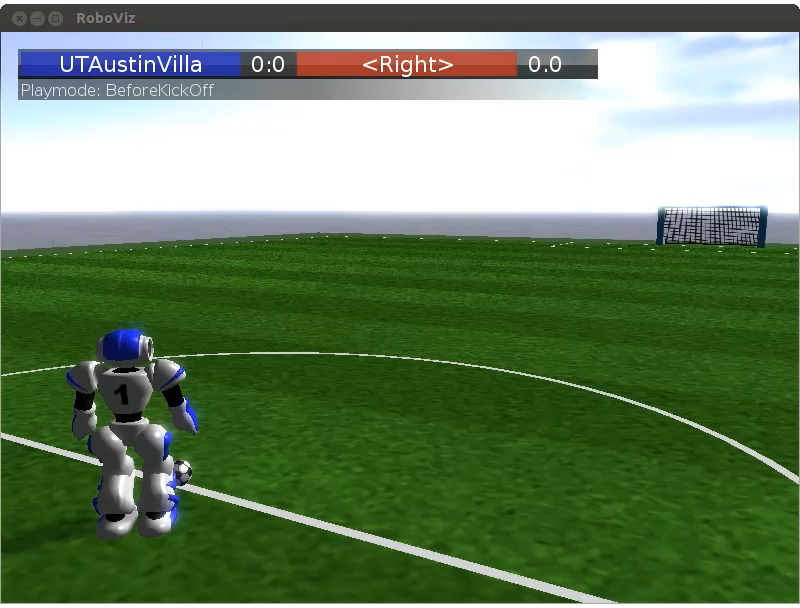 RoboViz
UTAustinVilla 0:0 <Right> 0.0
Playmode: BeforeKickOff
1